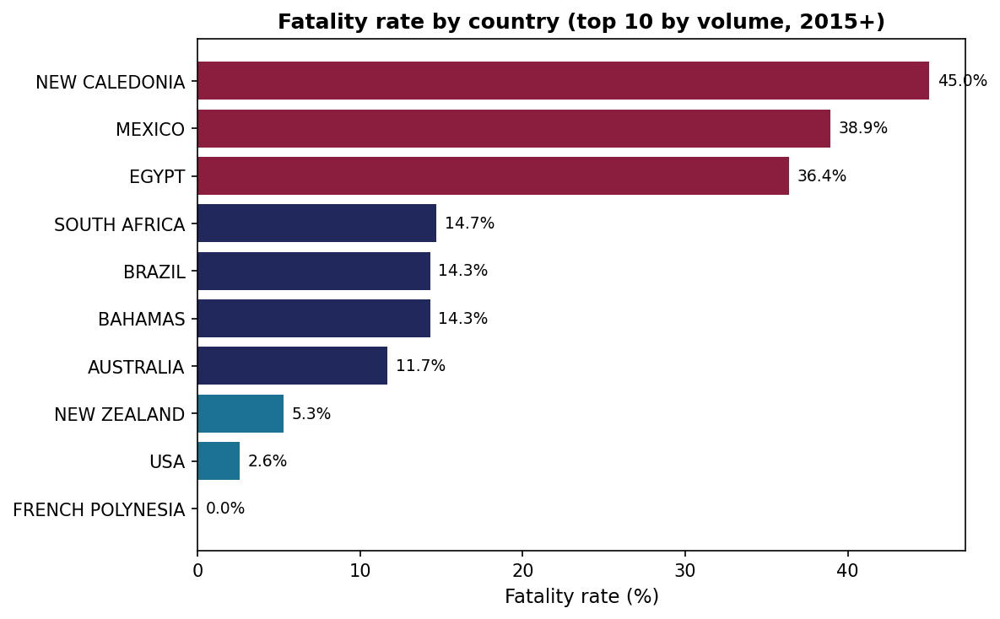 Fatality rate by country (top 10 by volume, 2015+)
NEW CALEDONIA 45.0%
MEXICO 38.9%
EGYPT 36.4%
SOUTH AFRICA 14.7%
BRAZIL 14.3%
BAHAMAS 14.3%
AUSTRALIA 11.7%
NEW ZEALAND 5.3%
USA 2.6%
FRENCH POLYNESIA 0.0%
0 10 20 30 40
Fatality rate (%)